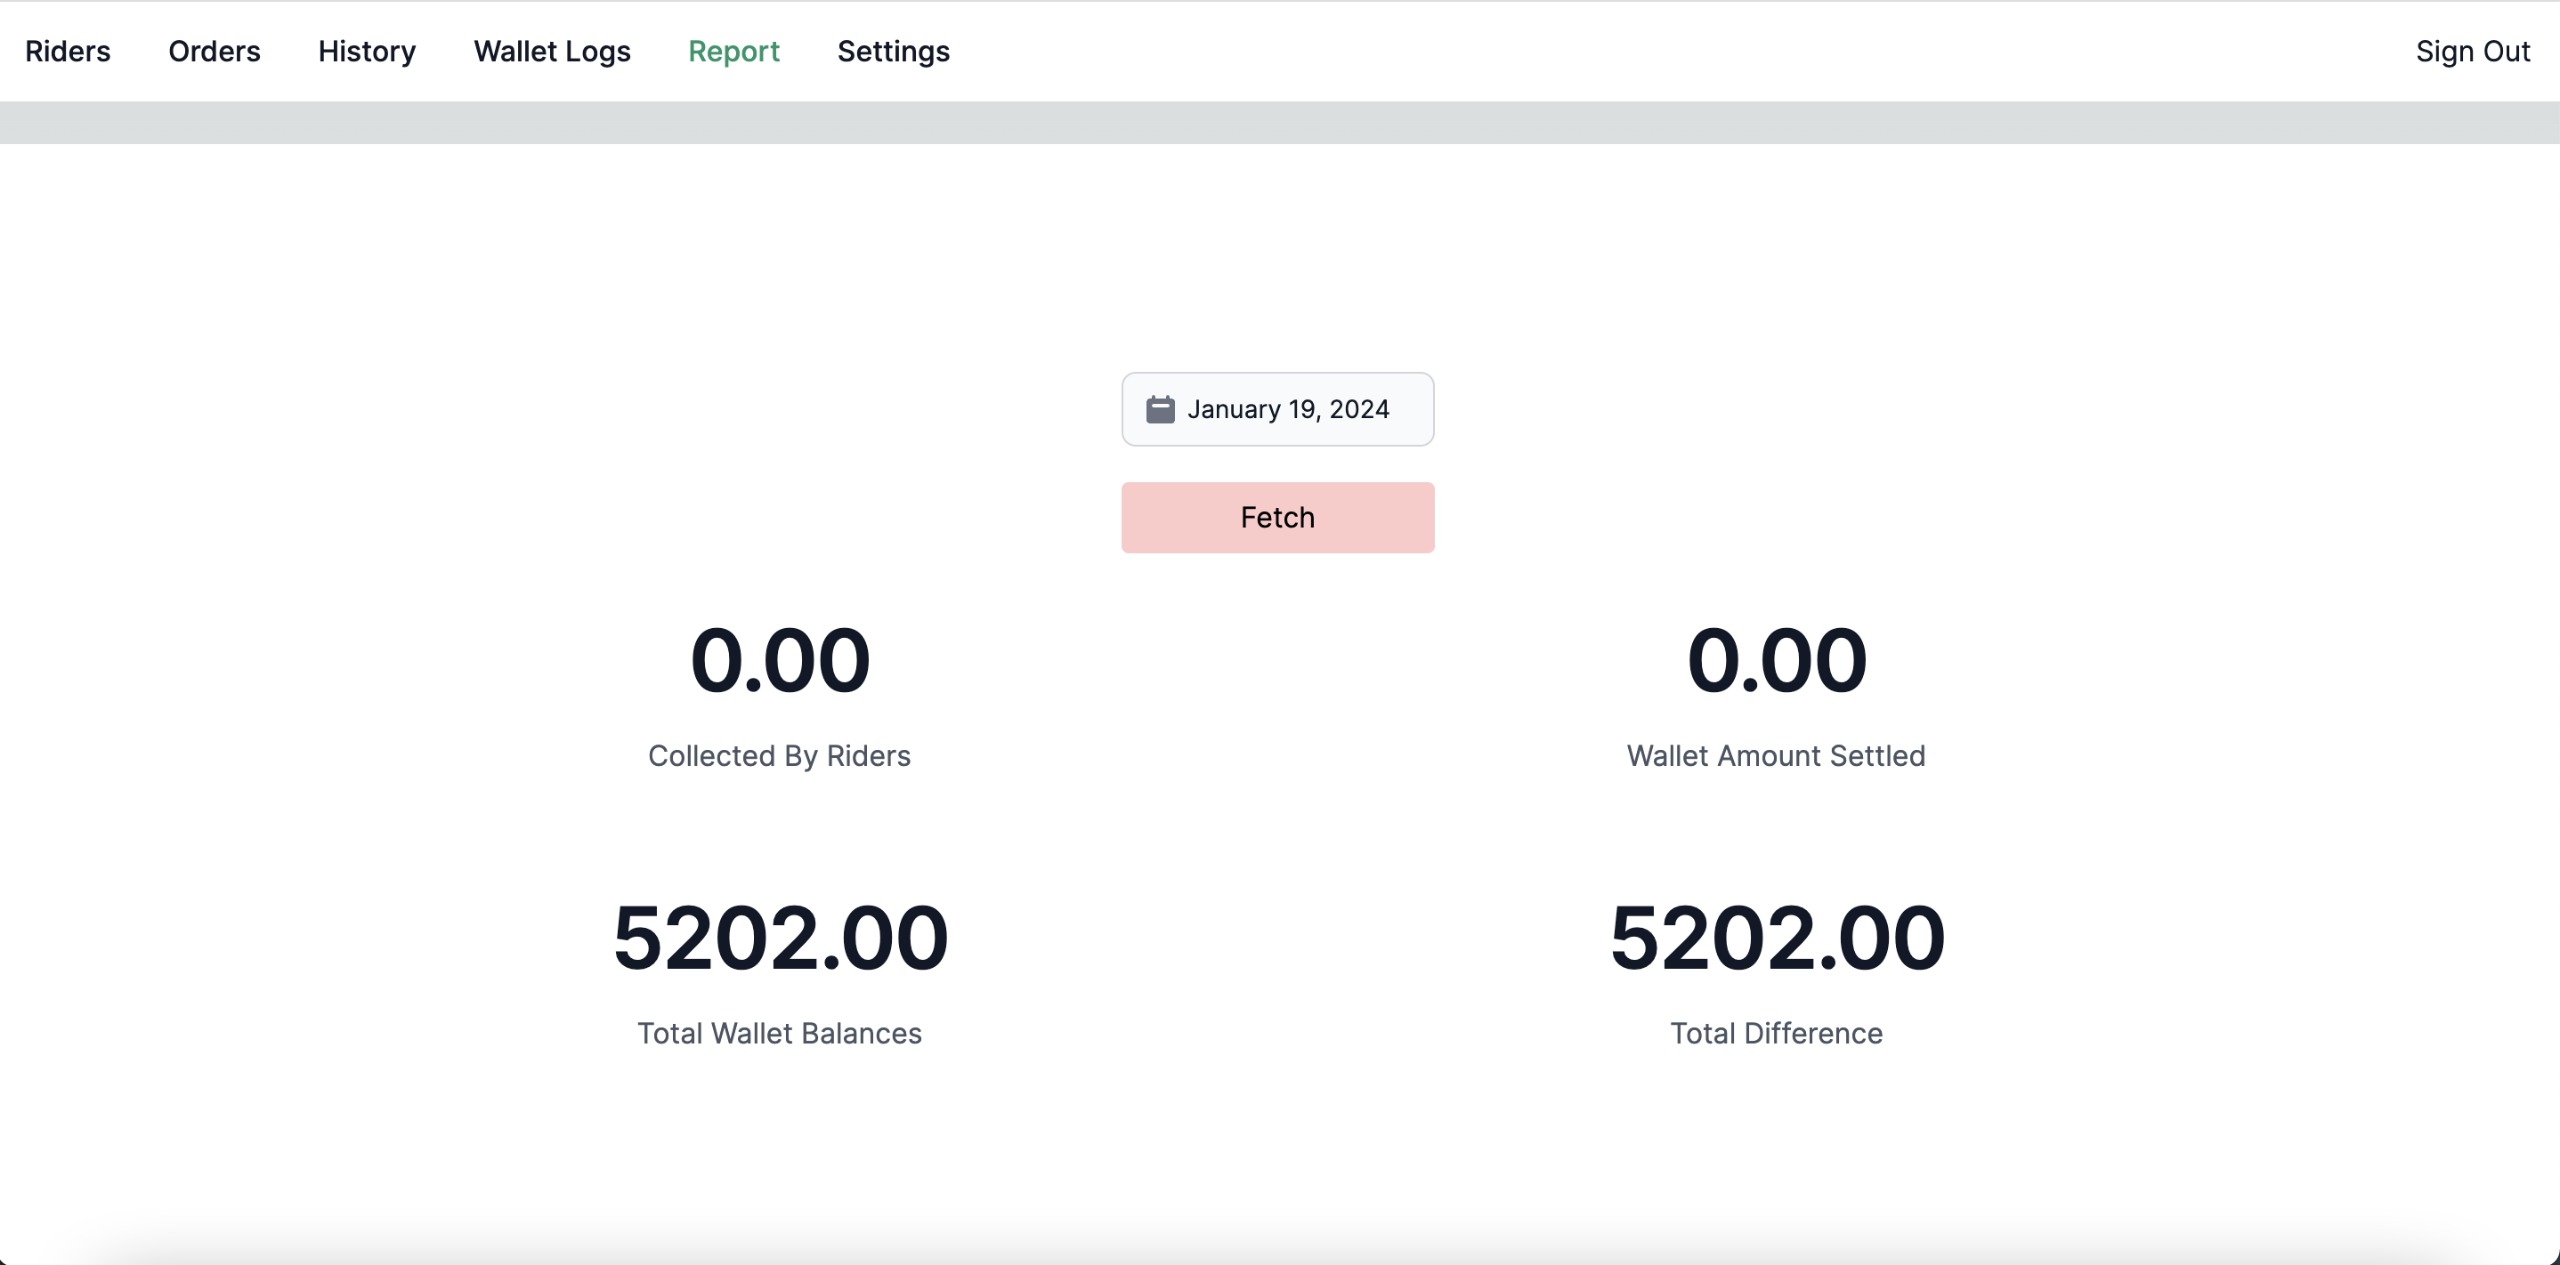 Riders Orders History Wallet Logs Report Settings Sign Out
January 19, 2024
Fetch
0.00 0.00
Collected By Riders Wallet Amount Settled
5202.00 5202.00
Total Wallet Balances Total Difference